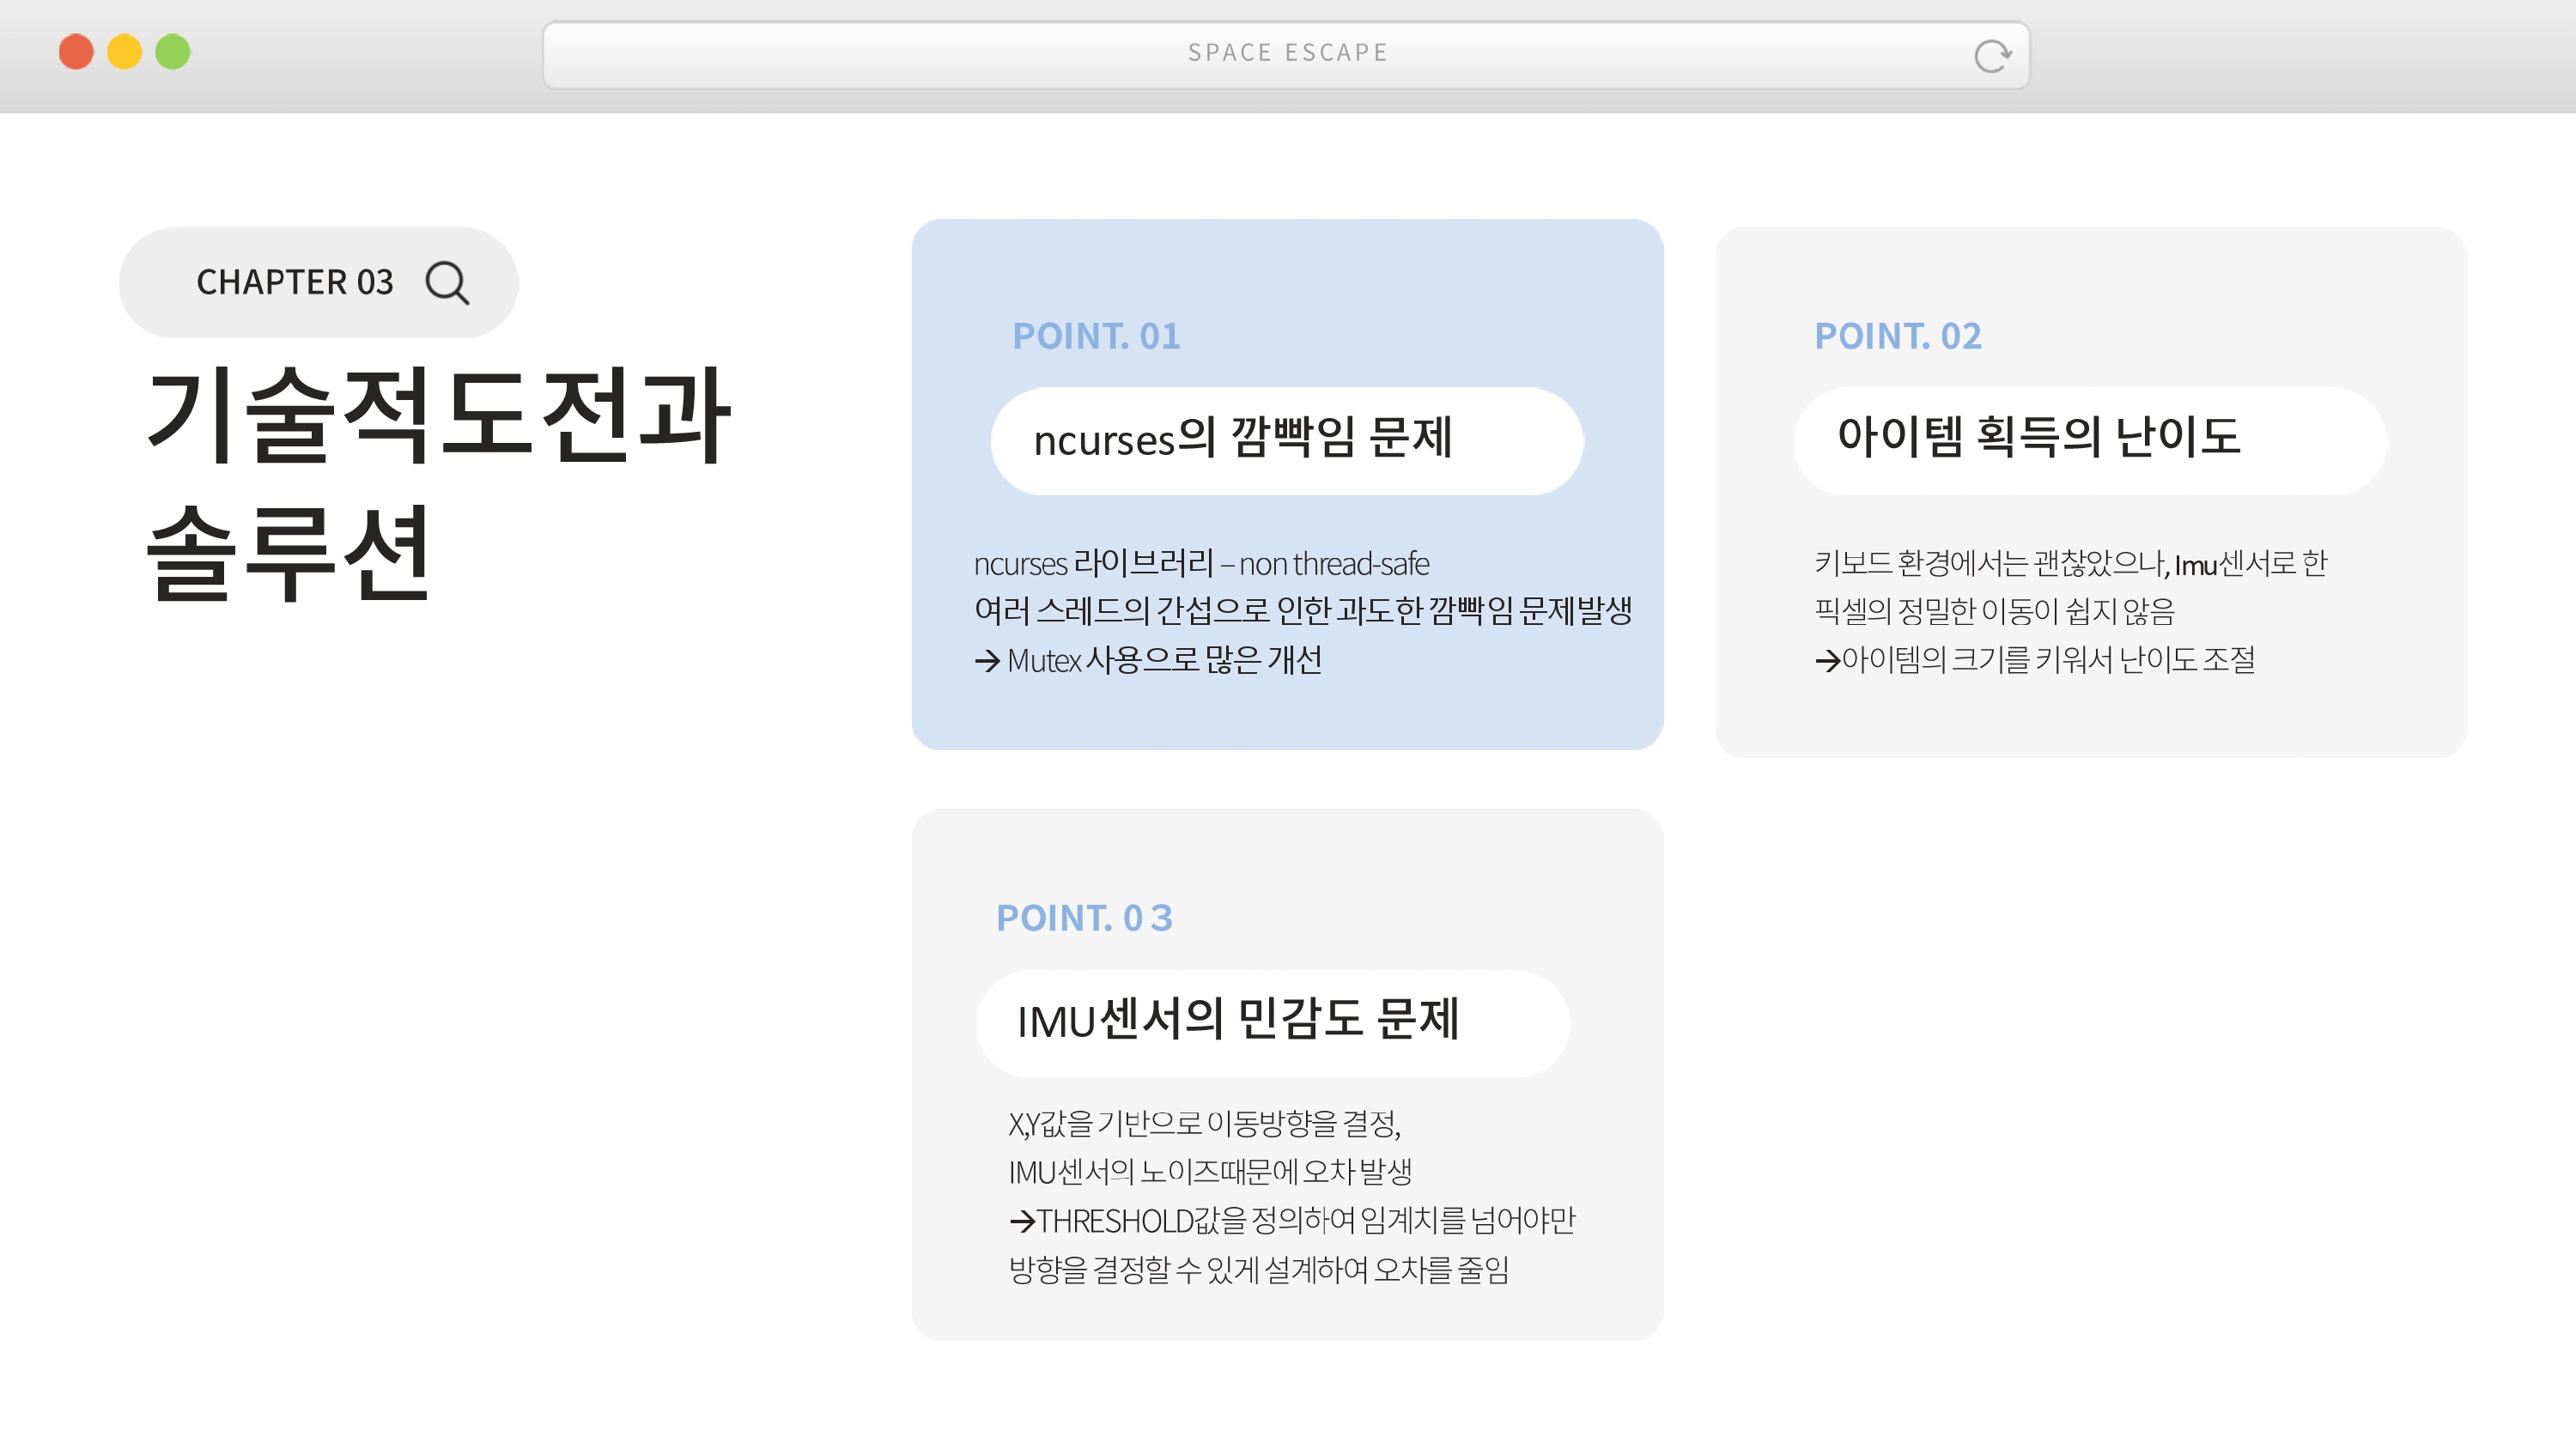 SPACE ESCAPE
CHAPTER 03
기술적도전과
솔루션
POINT. 01
ncurses의 깜빡임 문제
ncurses 라이브러리 – non thread-safe
여러 스레드의 간섭으로 인한 과도한 깜빡임 문제발생
→ Mutex 사용으로 많은 개선
POINT. 02
아이템 획득의 난이도
키보드 환경에서는 괜찮았으나, Imu센서로 한
픽셀의 정밀한 이동이 쉽지 않음
→아이템의 크기를 키워서 난이도 조절
POINT. 0 3
IMU센서의 민감도 문제
X,Y값을 기반으로 이동방향을 결정,
IMU센서의 노이즈때문에 오차 발생
→THRESHOLD값을 정의하여 임계치를 넘어야만
방향을 결정할 수 있게 설계하여 오차를 줄임